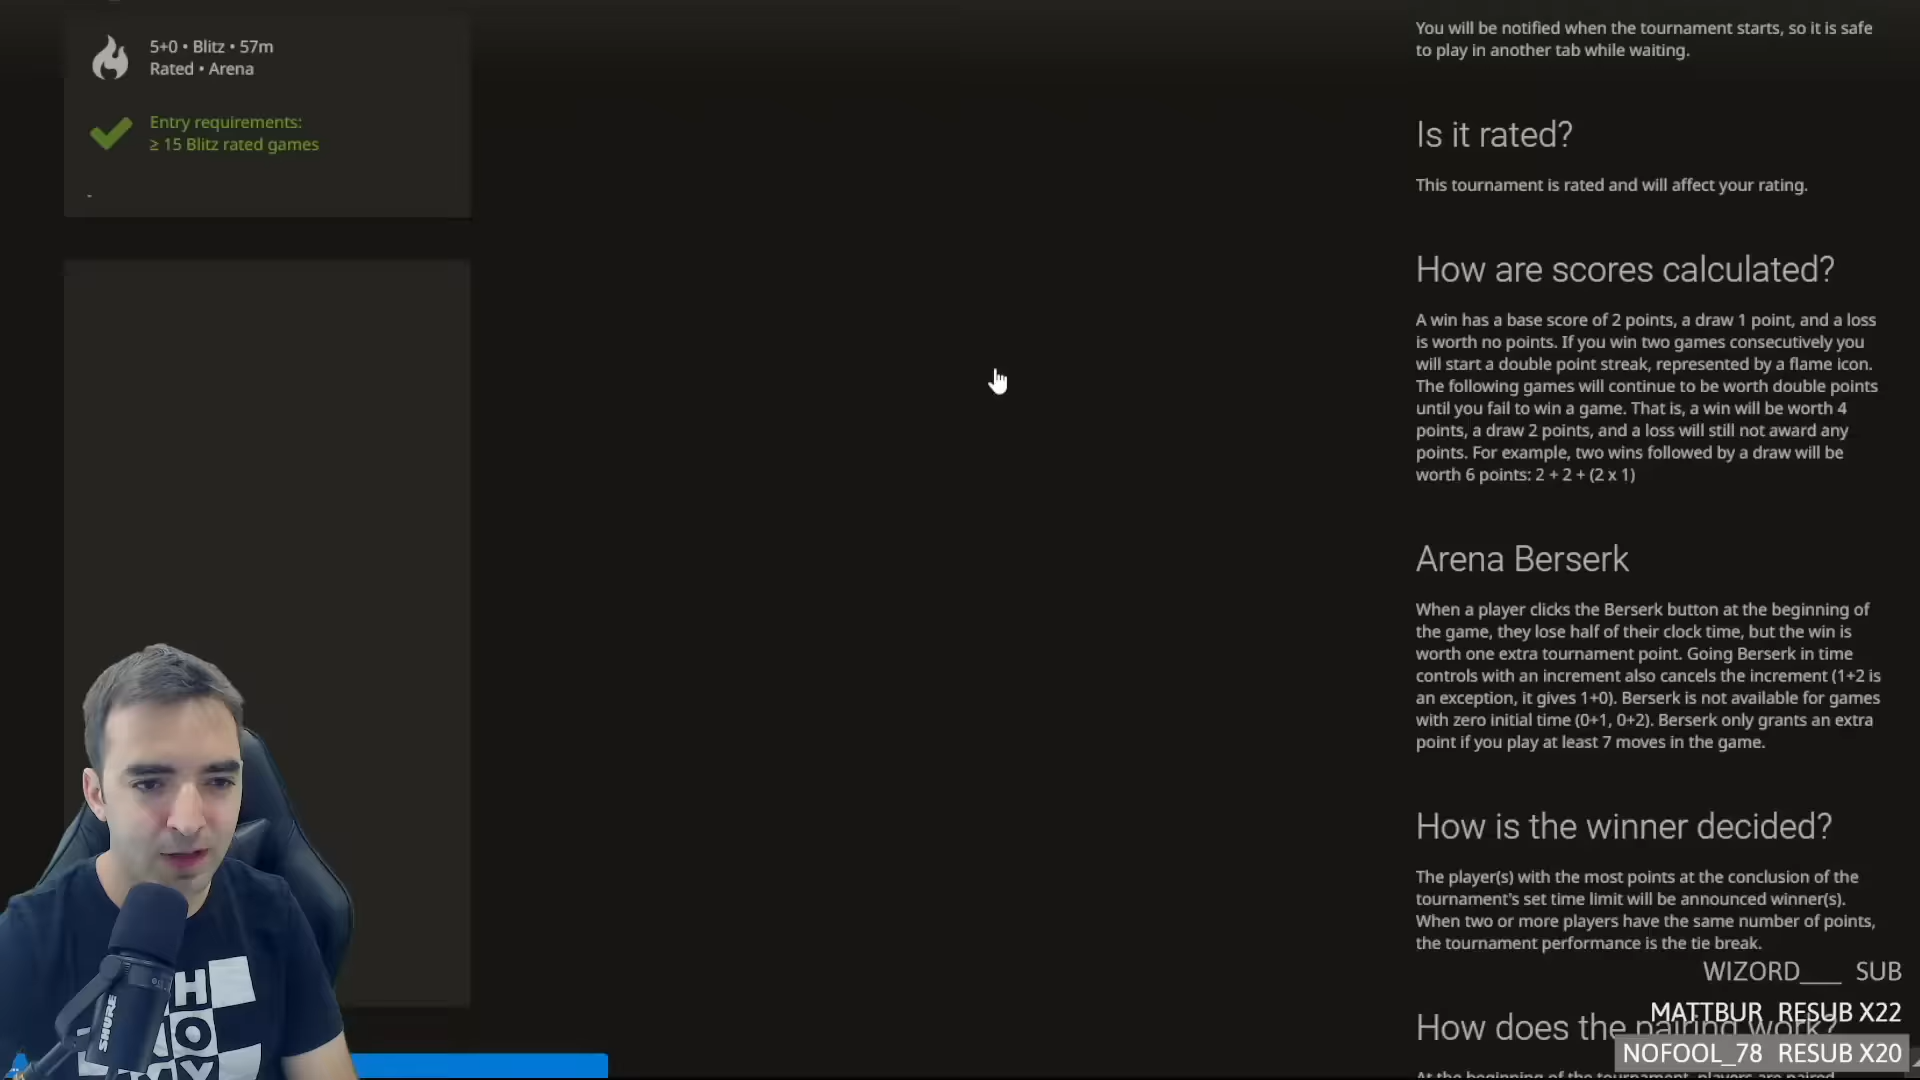 5+0 • Blitz • 57m
Rated • Arena
Entry requirements:
≥ 15 Blitz rated games
-
You will be notified when the tournament starts, so it is safe
to play in another tab while waiting.
Is it rated?
This tournament is rated and will affect your rating.
How are scores calculated?
A win has a base score of 2 points, a draw 1 point, and a loss
is worth no points. If you win two games consecutively you
will start a double point streak, represented by a flame icon.
The following games will continue to be worth double points
until you fail to win a game. That is, a win will be worth 4
points, a draw 2 points, and a loss will still not award any
points. For example, two wins followed by a draw will be
worth 6 points: 2 + 2 + (2 x 1)
Arena Berserk
When a player clicks the Berserk button at the beginning of
the game, they lose half of their clock time, but the win is
worth one extra tournament point. Going Berserk in time
controls with an increment also cancels the increment (1+2 is
an exception, it gives 1+0). Berserk is not available for games
with zero initial time (0+1, 0+2). Berserk only grants an extra
point if you play at least 7 moves in the game.
How is the winner decided?
The player(s) with the most points at the conclusion of the
tournament's set time limit will be announced winner(s).
When two or more players have the same number of points,
the tournament performance is the tie break.
WIZORD___ SUB
MATTBUR RESUB X22
How does the pairing work?
NOFOOL_78 RESUB X20
At the beginning of the tournament, players are paired
SHURE
H